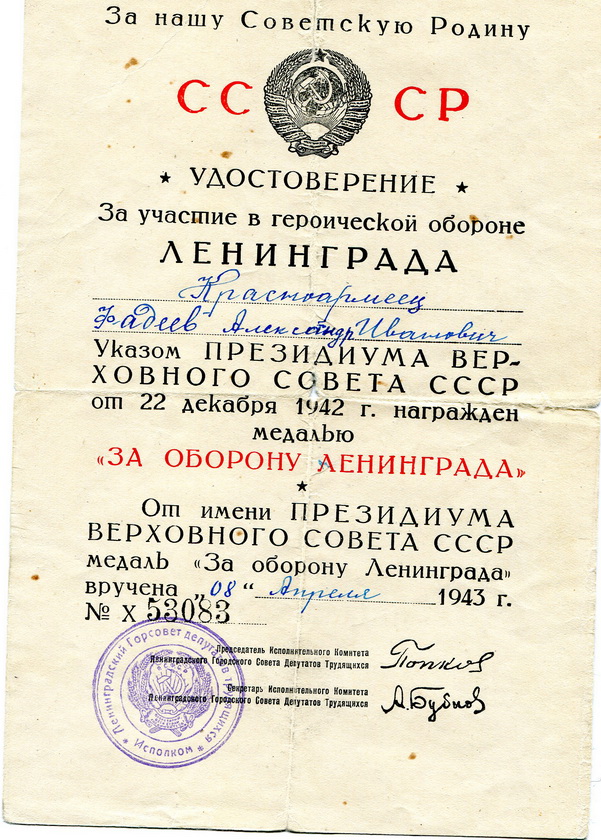 За нашу Советскую Родину
СССР
★ УДОСТОВЕРЕНИЕ ★
За участие в героической обороне
ЛЕНИНГРАДА
Красноармеец
Фадеев Александр Иванович
Указом ПРЕЗИДИУМА ВЕР-
ХОВНОГО СОВЕТА СССР
от 22 декабря 1942 г. награжден
медалью
«ЗА ОБОРОНУ ЛЕНИНГРАДА»
★
От имени ПРЕЗИДИУМА
ВЕРХОВНОГО СОВЕТА СССР
медаль «За оборону Ленинграда»
вручена „08“ Апреля 1943 г.
№ Х 53083
Председатель Исполнительного Комитета
Ленинградского Городского Совета Депутатов Трудящихся
Попков
Секретарь Исполнительного Комитета
Ленинградского Городского Совета Депутатов Трудящихся
А.Бубнов
Ленинградский Горсовет депутатов трудящихся
★ Исполком ★